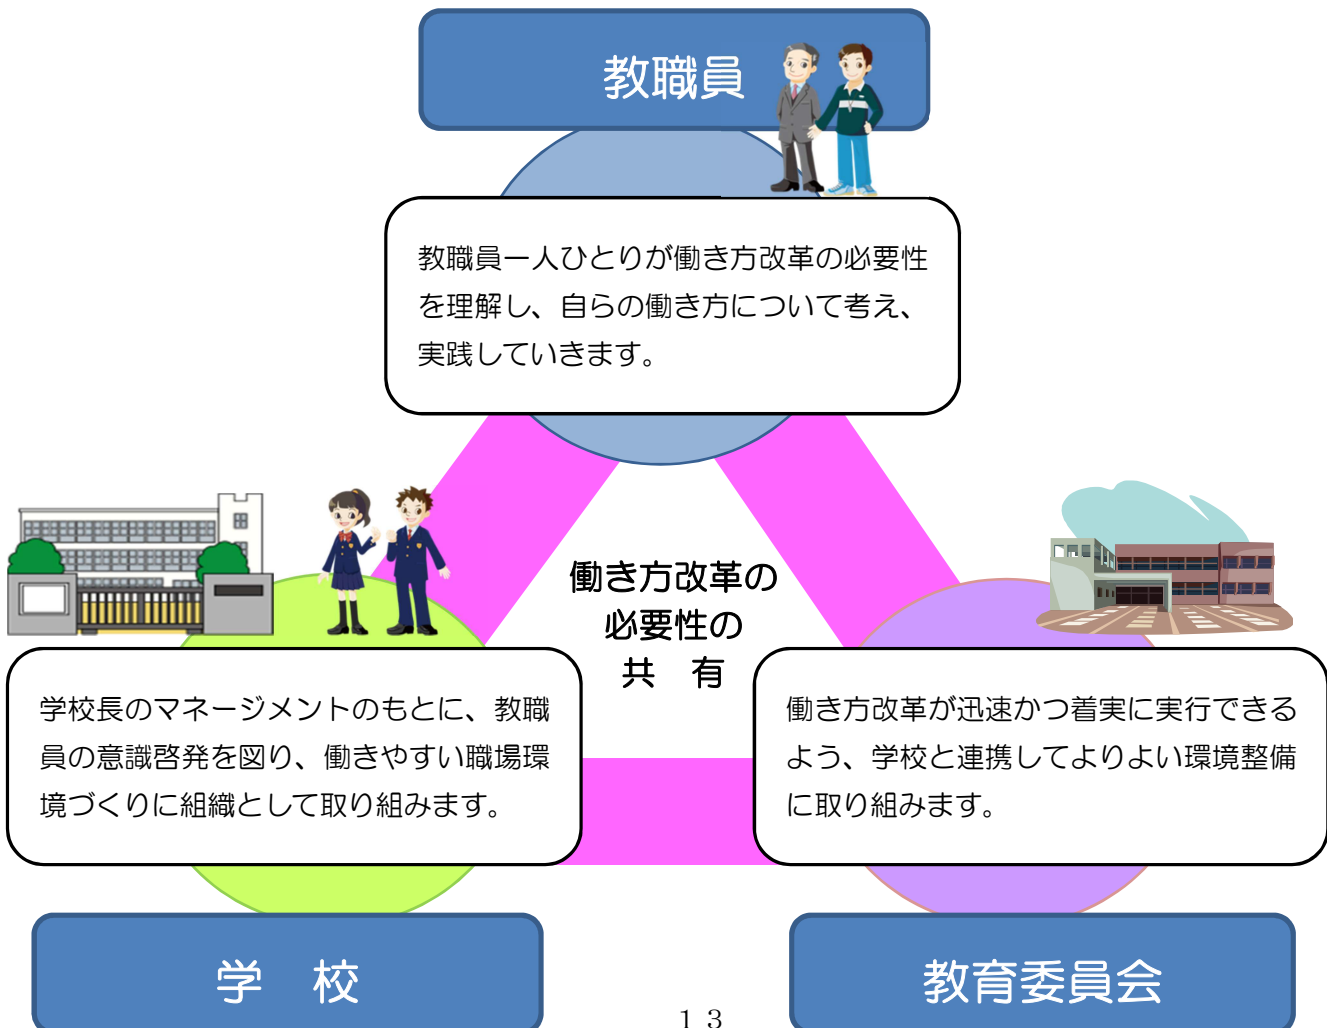 教職員
教職員一人ひとりが働き方改革の必要性
を理解し、自らの働き方について考え、
実践していきます。
働き方改革の
必要性の
共　有
学校長のマネージメントのもとに、教職
員の意識啓発を図り、働きやすい職場環
境づくりに組織として取り組みます。
働き方改革が迅速かつ着実に実行できる
よう、学校と連携してよりよい環境整備
に取り組みます。
学　校
教育委員会
１３